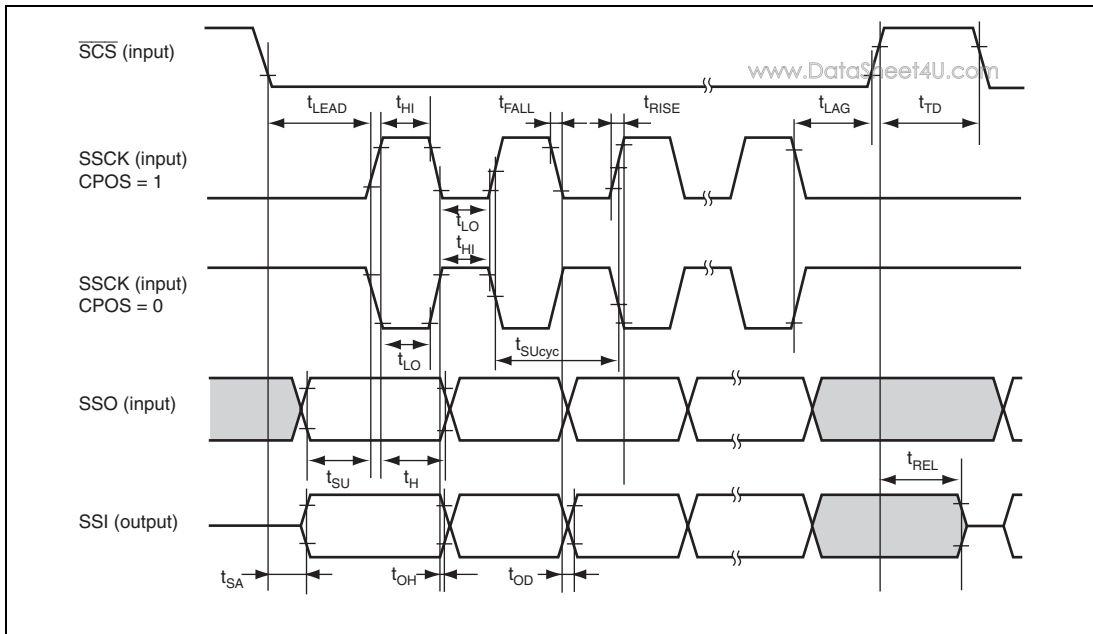 SCS (input)
www.DataSheet4U.com
tLEAD
tHI
tFALL
tRISE
tLAG
tTD
SSCK (input)
CPOS = 1
tLO
tHI
SSCK (input)
CPOS = 0
tLO
tSUcyc
SSO (input)
tSU
tH
tREL
SSI (output)
tSA
tOH
tOD